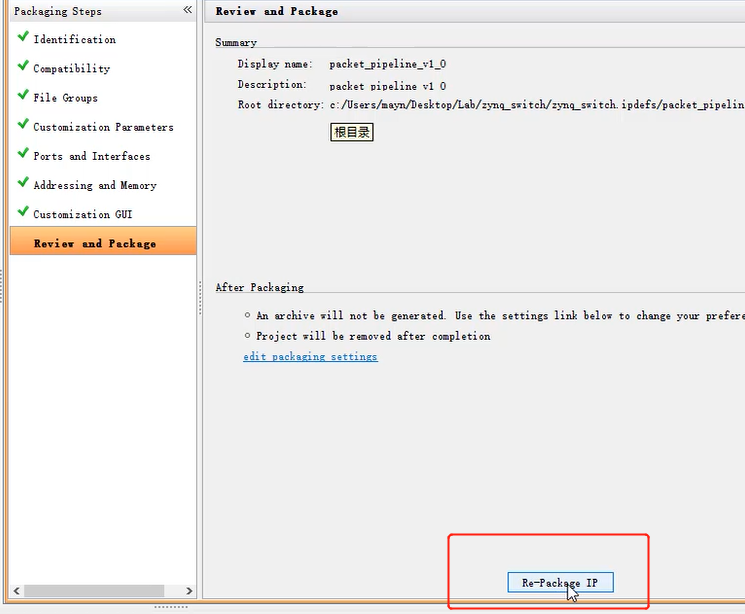 Packaging Steps
Identification
Compatibility
File Groups
Customization Parameters
Ports and Interfaces
Addressing and Memory
Customization GUI
Review and Package
Review and Package
Summary
Display name: packet_pipeline_v1_0
Description: packet pipeline v1 0
Root directory: c:/Users/mayn/Desktop/Lab/zynq_switch/zynq_switch.ipdefs/packet_pipelin
根目录
After Packaging
An archive will not be generated. Use the settings link below to change your prefere
Project will be removed after completion
edit packaging settings
Re-Package IP